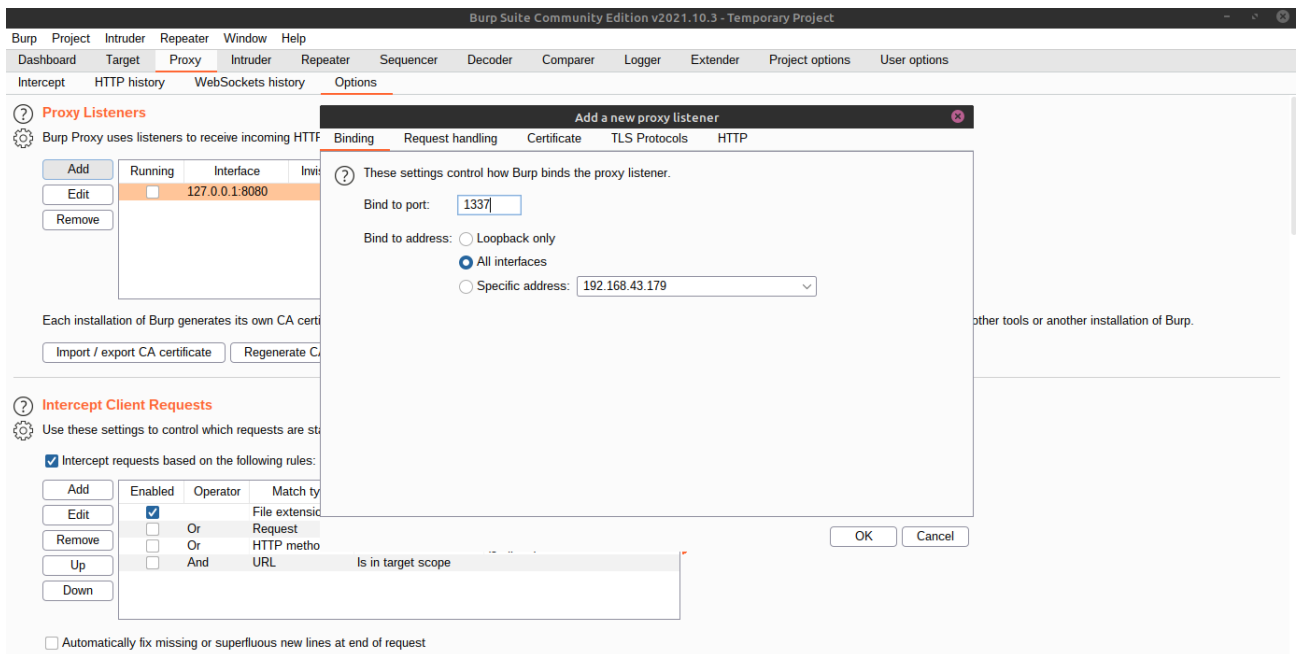 Burp Suite Community Edition v2021.10.3 - Temporary Project
Burp Project Intruder Repeater Window Help
Dashboard Target Proxy Intruder Repeater Sequencer Decoder Comparer Logger Extender Project options User options
Intercept HTTP history WebSockets history Options
Proxy Listeners
Burp Proxy uses listeners to receive incoming HTTP
Add
Edit
Remove
Running Interface Invis
127.0.0.1:8080
Each installation of Burp generates its own CA certi
other tools or another installation of Burp.
Import / export CA certificate Regenerate CA
Add a new proxy listener
Binding Request handling Certificate TLS Protocols HTTP
These settings control how Burp binds the proxy listener.
Bind to port: 1337
Bind to address: Loopback only
All interfaces
Specific address: 192.168.43.179
OK Cancel
Intercept Client Requests
Use these settings to control which requests are sta
Intercept requests based on the following rules:
Add
Edit
Remove
Up
Down
Enabled Operator Match ty
File extensio
Or Request
Or HTTP metho
And URL Is in target scope
Automatically fix missing or superfluous new lines at end of request